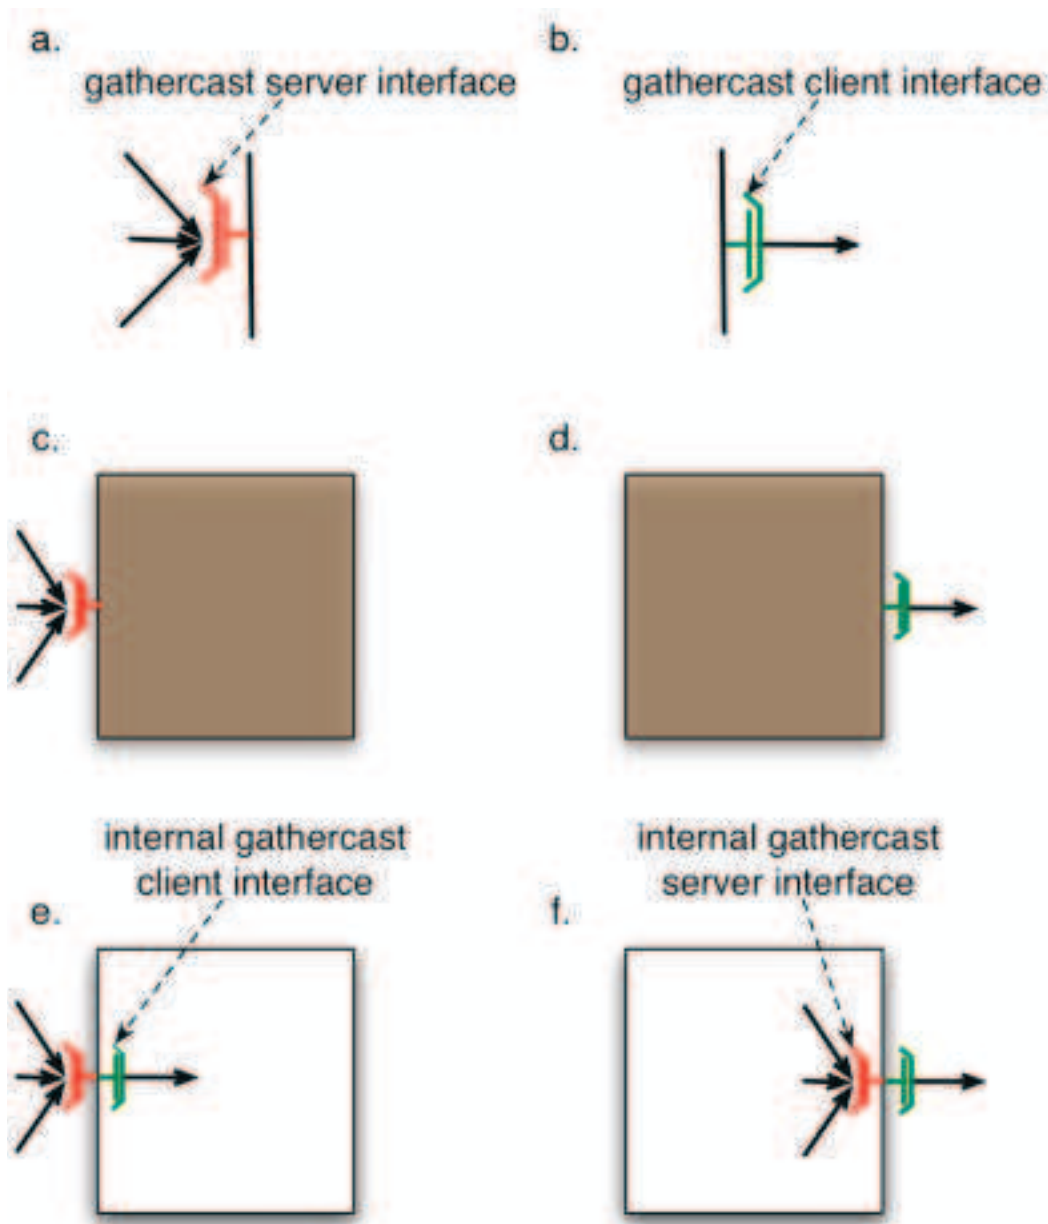 a.
gathercast server interface
b.
gathercast client interface
c.
d.
internal gathercast
client interface
e.
internal gathercast
server interface
f.